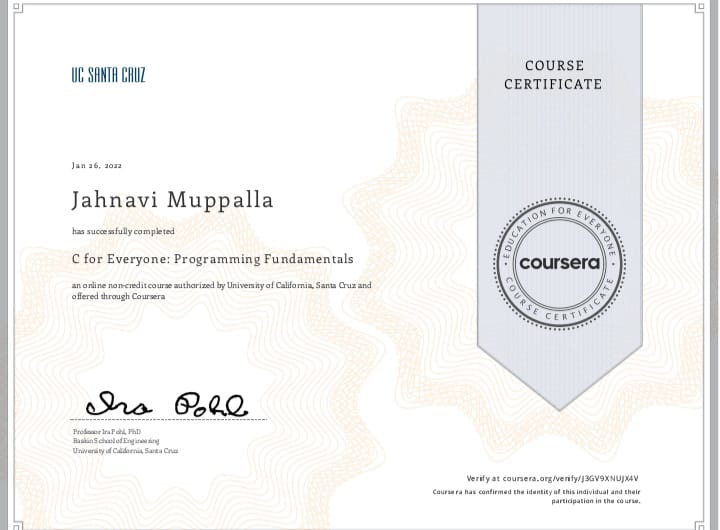 UC SANTA CRUZ
COURSE
CERTIFICATE
Jan 26, 2022
Jahnavi Muppalla
has successfully completed
C for Everyone: Programming Fundamentals
an online non-credit course authorized by University of California, Santa Cruz and
offered through Coursera
EDUCATION FOR EVERYONE
coursera
COURSE CERTIFICATE
Ira Pohl
Professor Ira Pohl, PhD
Baskin School of Engineering
University of California, Santa Cruz
Verify at coursera.org/verify/J3GV9XNUJX4V
Coursera has confirmed the identity of this individual and their
participation in the course.